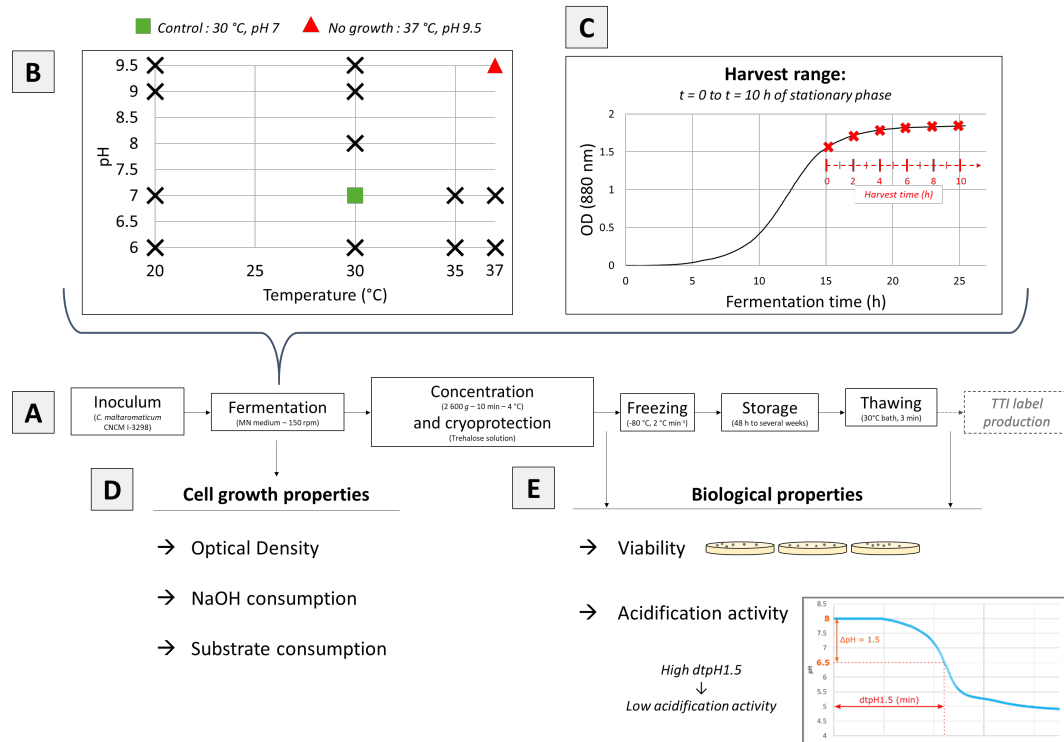 Control : 30 °C, pH 7
No growth : 37 °C, pH 9.5
B
9.5
9
8.5
8
7.5
7
6.5
6
pH
20
25
30
35
37
Temperature (°C)
C
Harvest range:
t = 0 to t = 10 h of stationary phase
2
1.5
1
0.5
0
OD (880 nm)
0
2
4
6
8
10
Harvest time (h)
0
5
10
15
20
25
Fermentation time (h)
A
Inoculum
(C. maltaromaticum
CNCM I-3298)
Fermentation
(MN medium – 150 rpm)
Concentration
(2 600 g – 10 min – 4 °C)
and cryoprotection
(Trehalose solution)
Freezing
(-80 °C, 2 °C min-1)
Storage
(48 h to several weeks)
Thawing
(30°C bath, 3 min)
TTI label
production
D
Cell growth properties
→ Optical Density
→ NaOH consumption
→ Substrate consumption
E
Biological properties
→ Viability
→ Acidification activity
High dtpH1.5
↓
Low acidification activity
8.5
8
7.5
7
6.5
6
5.5
5
4.5
4
pH
ΔpH = 1.5
dtpH1.5 (min)